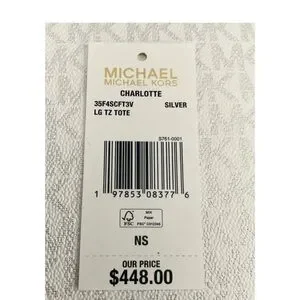 MICHAEL
MICHAEL KORS
CHARLOTTE
35F4SCFT3V SILVER
LG TZ TOTE
S761-0001
1 97853 08377 6
FSC
MIX
Paper
NS
OUR PRICE
$448.00